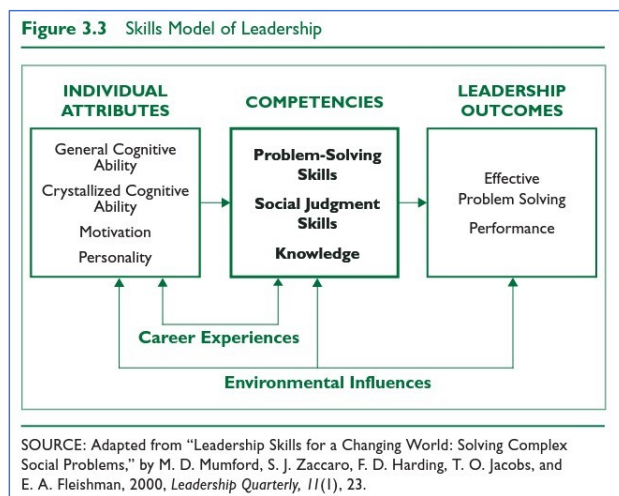 Figure 3.3 Skills Model of Leadership
INDIVIDUAL
ATTRIBUTES
General Cognitive
Ability
Crystallized Cognitive
Ability
Motivation
Personality
COMPETENCIES
Problem-Solving
Skills
Social Judgment
Skills
Knowledge
LEADERSHIP
OUTCOMES
Effective
Problem Solving
Performance
Career Experiences
Environmental Influences
SOURCE: Adapted from “Leadership Skills for a Changing World: Solving Complex
Social Problems,” by M. D. Mumford, S. J. Zaccaro, F. D. Harding, T. O. Jacobs, and
E. A. Fleishman, 2000, Leadership Quarterly, 11(1), 23.